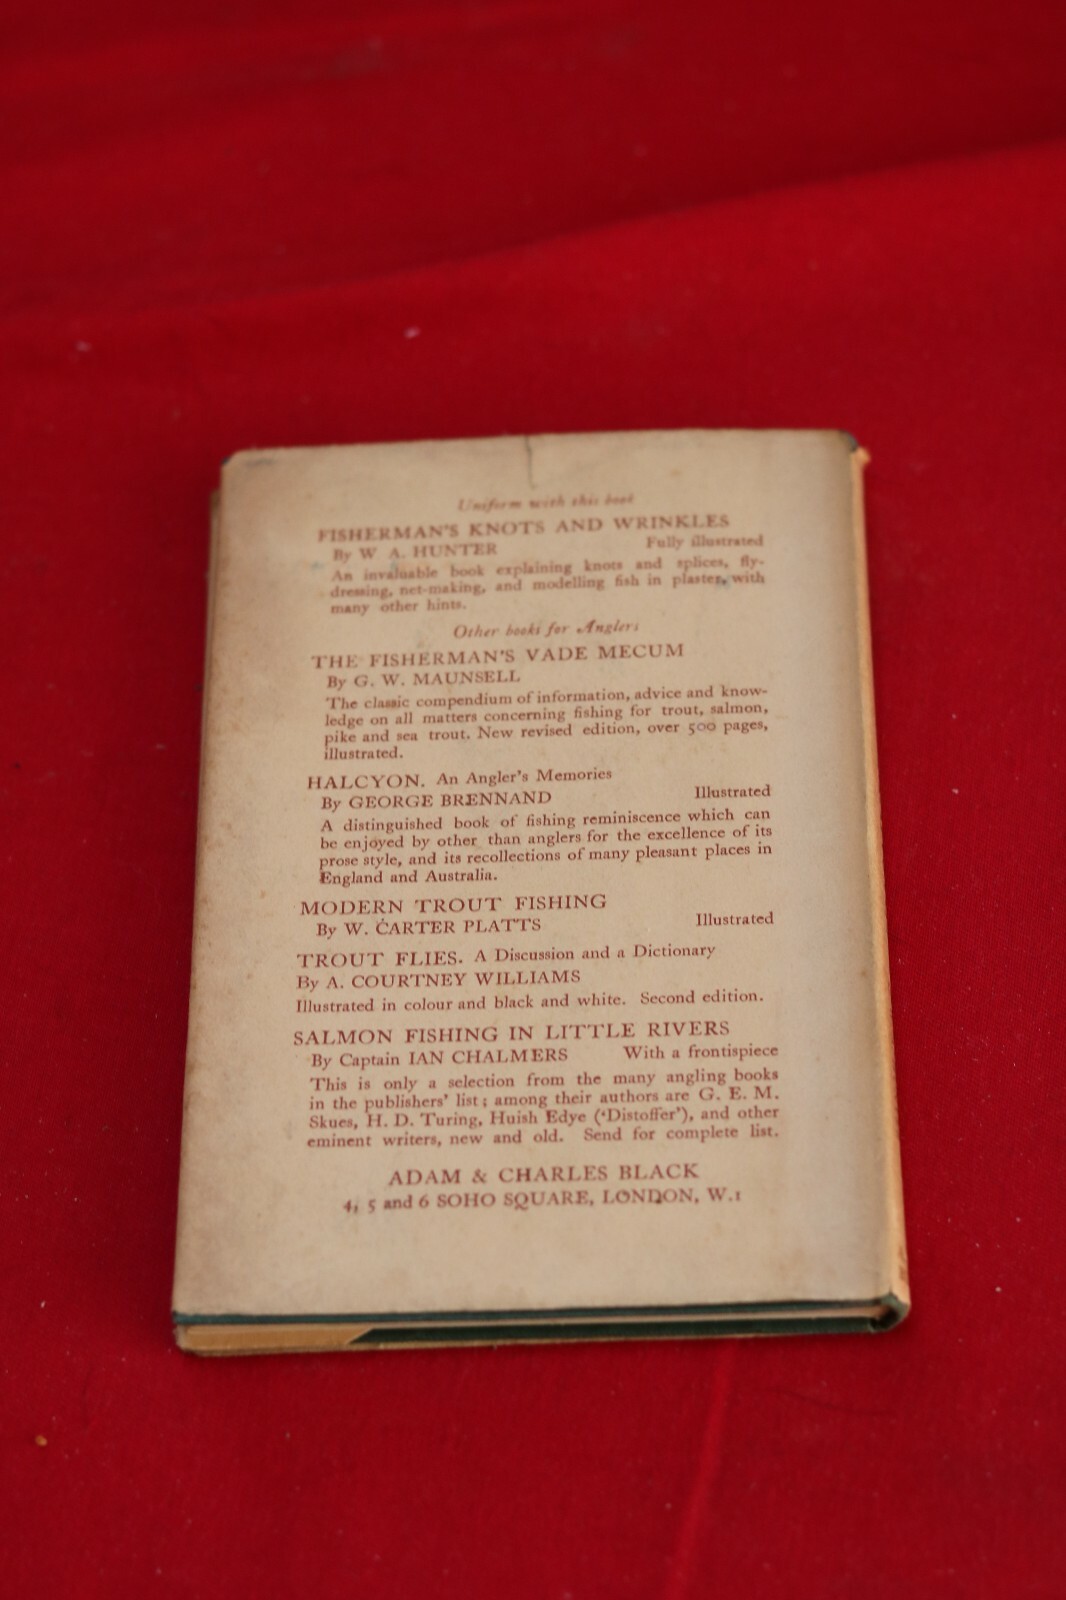 Uniform with this book
FISHERMAN'S KNOTS AND WRINKLES
By W. A. HUNTER Fully illustrated
An invaluable book explaining knots and splices, fly-
dressing, net-making, and modelling fish in plaster, with
many other hints.
Other books for Anglers
THE FISHERMAN'S VADE MECUM
By G. W. MAUNSELL
The classic compendium of information, advice and know-
ledge on all matters concerning fishing for trout, salmon,
pike and sea trout. New revised edition, over 500 pages,
illustrated.
HALCYON. An Angler's Memories
By GEORGE BRENNAND Illustrated
A distinguished book of fishing reminiscence which can
be enjoyed by other than anglers for the excellence of its
prose style, and its recollections of many pleasant places in
England and Australia.
MODERN TROUT FISHING
By W. CARTER PLATTS Illustrated
TROUT FLIES. A Discussion and a Dictionary
By A. COURTNEY WILLIAMS
Illustrated in colour and black and white. Second edition.
SALMON FISHING IN LITTLE RIVERS
By Captain IAN CHALMERS With a frontispiece
This is only a selection from the many angling books
in the publishers' list; among their authors are G. E. M.
Skues, H. D. Turing, Huish Edye ('Distoffer'), and other
eminent writers, new and old. Send for complete list.
ADAM & CHARLES BLACK
4, 5 and 6 SOHO SQUARE, LONDON, W.1